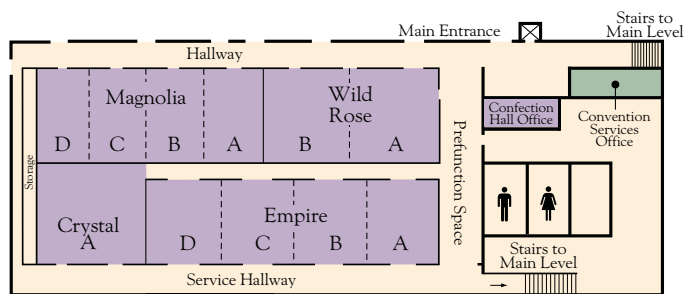 Stairs to
Main Level
Main Entrance
Hallway
Magnolia
Wild
Rose
D
C
B
A
B
A
Confection
Hall Office
Convention
Services
Office
Storage
Prefunction Space
Crystal
A
Empire
D
C
B
A
Stairs to
Main Level
Service Hallway